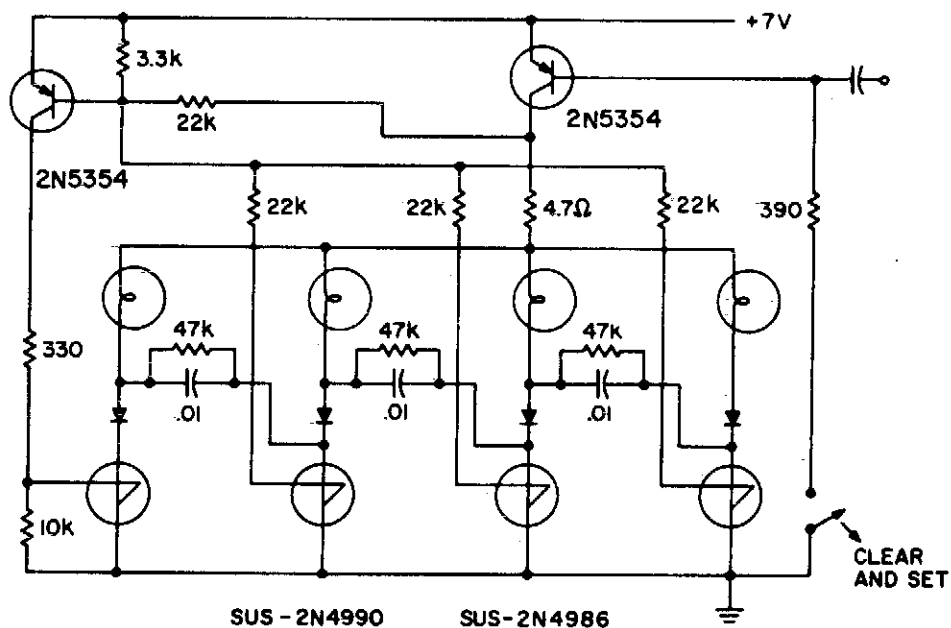 +7V
3.3k
22k
2N5354
2N5354
22k
22k
4.7Ω
22k
390
47k
47k
47k
330
.01
.01
.01
10k
CLEAR
AND SET
SUS-2N4990
SUS-2N4986